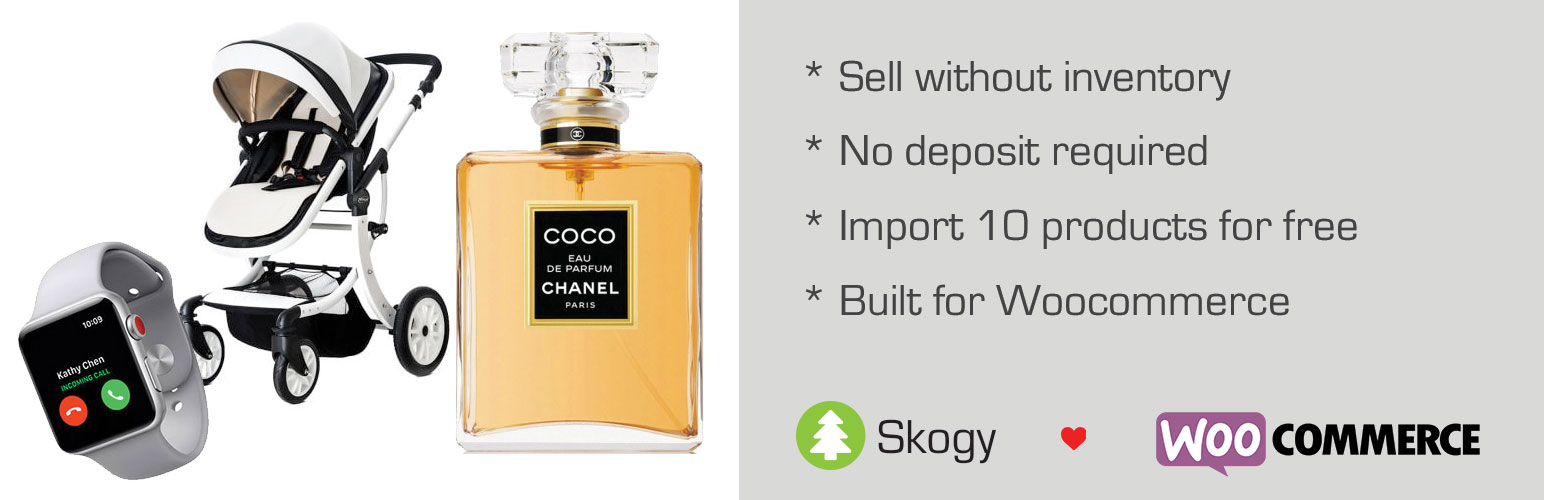 10:09
Kathy Chen
INCOMING CALL
COCO
EAU
DE PARFUM
CHANEL
PARIS
* Sell without inventory
* No deposit required
* Import 10 products for free
* Built for Woocommerce
Skogy
WOO COMMERCE